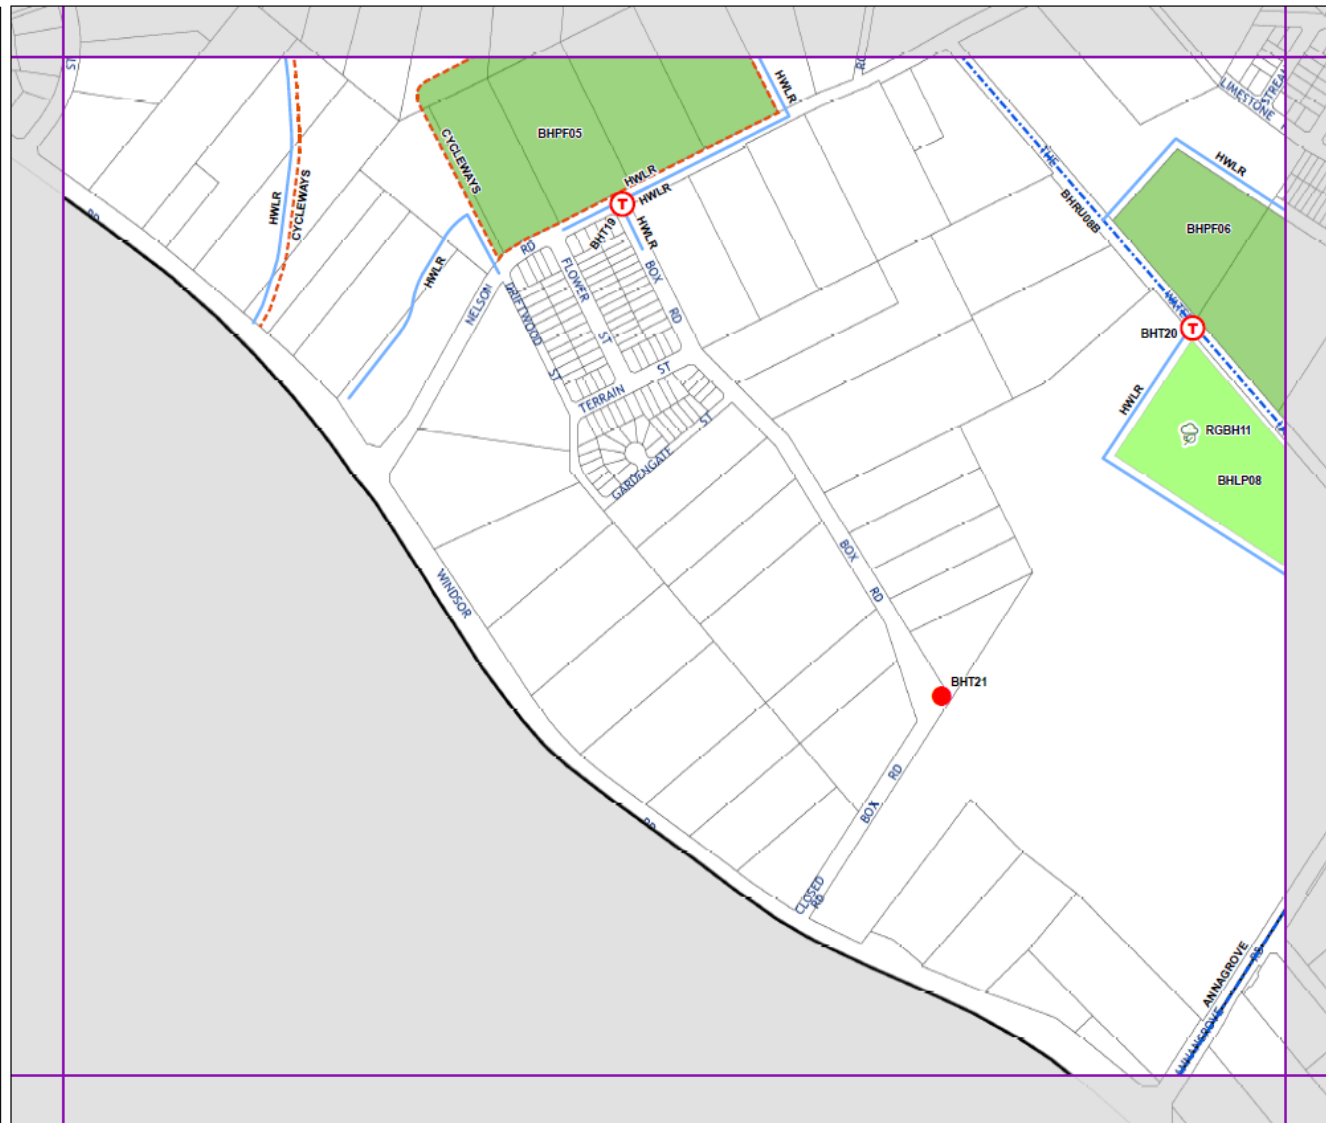 ST
RD
HWLR
LIMESTONE
BHPF05
CYCLEWAYS
THE
HWLR
HWLR
CYCLEWAYS
HWLR
HWLR
BHRU08B
BHPF06
RD
T
BHT19
HWLR
RD
FLOWER
BOX
HWLR
NELSON
DRIFTWOOD
RD
ST
ST
ST
TERRAIN
BHT20
T
HWLR
ST
RGBH11
GARDENGATE
BHLP08
BOX
RD
WINDSOR
BHT21
RD
BOX
RD
CLOSED
RD
ANNAGROVE
RD